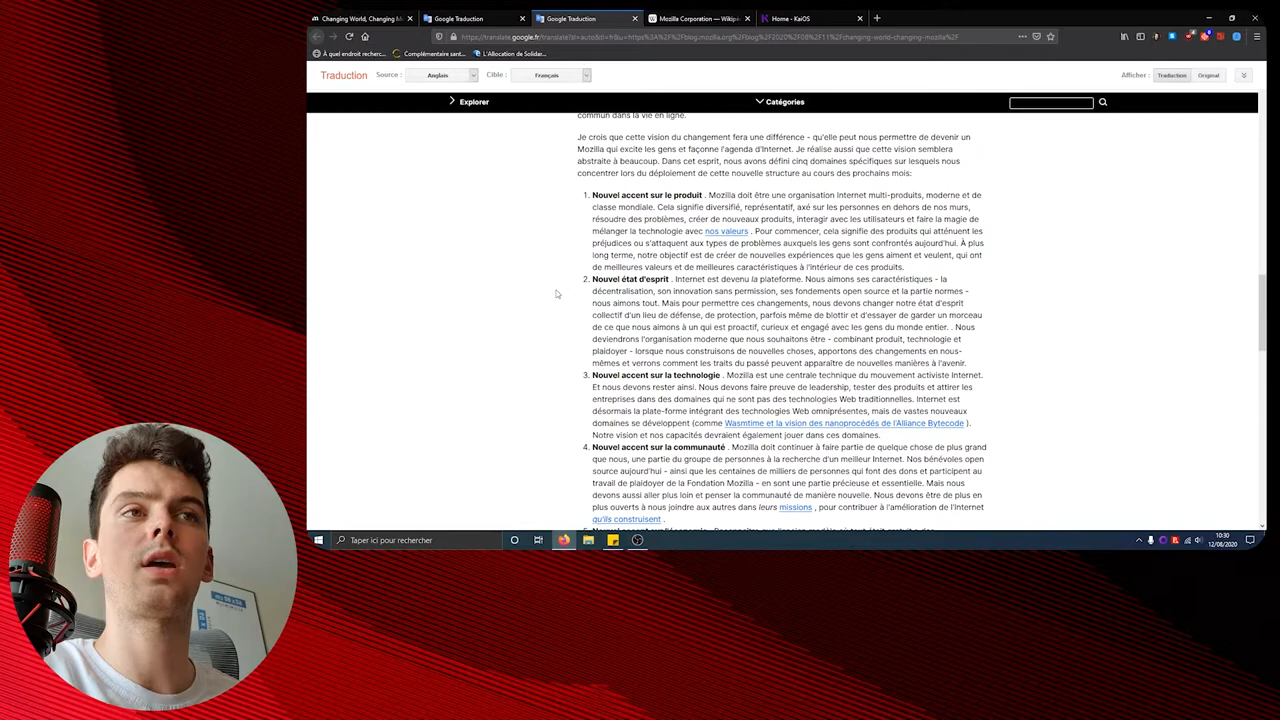 Changing World, Changing M
Google Traduction
Google Traduction
Mozilla Corporation — Wikip
Home - KaiOS
https://translate.google.fr/translate?sl=auto&tl=fr&u=https%3A%2F%2Fblog.mozilla.org%2Fblog%2F2020%2F08%2F11%2Fchanging-world-changing-mozilla%2F
À quel endroit recherc...
Complémentaire sant...
L'Allocation de Solidas...
Traduction
Source :
Anglais
Cible :
Français
Afficher :
Traduction
Original
Explorer
Catégories
commun dans la vie en ligne.
Je crois que cette vision du changement fera une différence - qu'elle peut nous permettre de devenir un
Mozilla qui excite les gens et façonne l'agenda d'Internet. Je réalise aussi que cette vision semblera
abstraite à beaucoup. Dans cet esprit, nous avons défini cinq domaines spécifiques sur lesquels nous
concentrer lors du déploiement de cette nouvelle structure au cours des prochains mois:
1. Nouvel accent sur le produit . Mozilla doit être une organisation Internet multi-produits, moderne et de
classe mondiale. Cela signifie diversifié, représentatif, axé sur les personnes en dehors de nos murs,
résoudre des problèmes, créer de nouveaux produits, interagir avec les utilisateurs et faire la magie de
mélanger la technologie avec nos valeurs . Pour commencer, cela signifie des produits qui atténuent les
préjudices ou s'attaquent aux types de problèmes auxquels les gens sont confrontés aujourd'hui. À plus
long terme, notre objectif est de créer de nouvelles expériences que les gens aiment et veulent, qui ont
de meilleures valeurs et de meilleures caractéristiques à l'intérieur de ces produits.
2. Nouvel état d'esprit . Internet est devenu la plateforme. Nous aimons ses caractéristiques - la
décentralisation, son innovation sans permission, ses fondements open source et la partie normes -
nous aimons tout. Mais pour permettre ces changements, nous devons changer notre état d'esprit
collectif d'un lieu de défense, de protection, parfois même de blottir et d'essayer de garder un morceau
de ce que nous aimons à un qui est proactif, curieux et engagé avec les gens du monde entier. . Nous
deviendrons l'organisation moderne que nous souhaitons être - combinant produit, technologie et
plaidoyer - lorsque nous construisons de nouvelles choses, apportons des changements en nous-
mêmes et verrons comment les traits du passé peuvent apparaître de nouvelles manières à l'avenir.
3. Nouvel accent sur la technologie . Mozilla est une centrale technique du mouvement activiste Internet.
Et nous devons rester ainsi. Nous devons faire preuve de leadership, tester des produits et attirer les
entreprises dans des domaines qui ne sont pas des technologies Web traditionnelles. Internet est
désormais la plate-forme intégrant des technologies Web omniprésentes, mais de vastes nouveaux
domaines se développent (comme Wasmtime et la vision des nanoprocédés de l'Alliance Bytecode ).
Notre vision et nos capacités devraient également jouer dans ces domaines.
4. Nouvel accent sur la communauté . Mozilla doit continuer à faire partie de quelque chose de plus grand
que nous, une partie du groupe de personnes à la recherche d'un meilleur Internet. Nos bénévoles open
source aujourd'hui - ainsi que les centaines de milliers de personnes qui font des dons et participent au
travail de plaidoyer de la Fondation Mozilla - en sont une partie précieuse et essentielle. Mais nous
devons aussi aller plus loin et penser la communauté de manière nouvelle. Nous devons être de plus en
plus ouverts à nous joindre aux autres dans leurs missions , pour contribuer à l'amélioration de l'Internet
qu'ils construisent .
Taper ici pour rechercher
10:30
12/08/2020